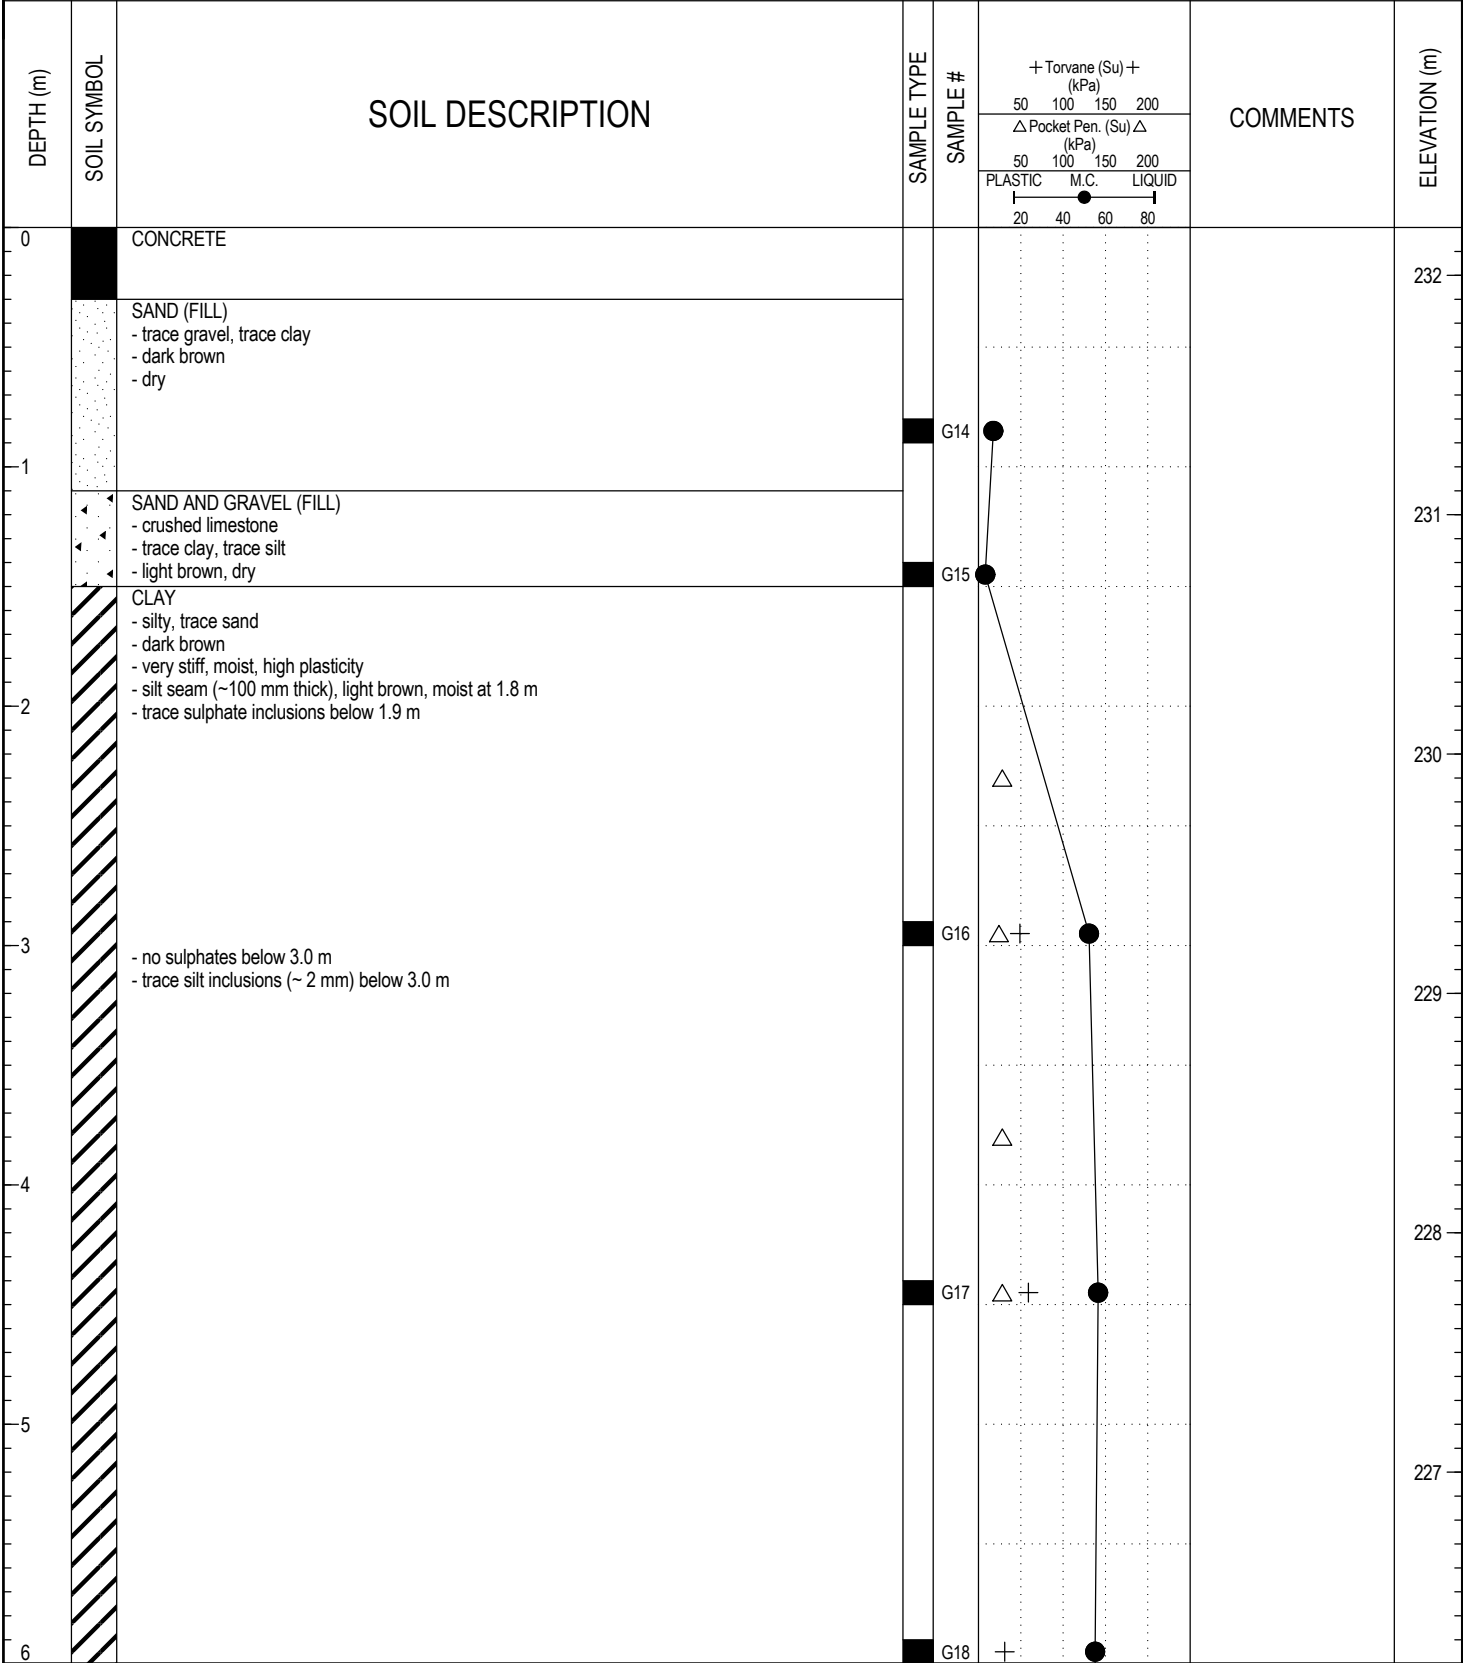 DEPTH (m)
SOIL SYMBOL
SOIL DESCRIPTION
SAMPLE TYPE
SAMPLE #
+ Torvane (Su) +
(kPa)
50 100 150 200
△ Pocket Pen. (Su) △
(kPa)
50 100 150 200
PLASTIC M.C. LIQUID
20 40 60 80
COMMENTS
ELEVATION (m)
0
CONCRETE
232
SAND (FILL)
- trace gravel, trace clay
- dark brown
- dry
G14
1
SAND AND GRAVEL (FILL)
- crushed limestone
- trace clay, trace silt
- light brown, dry
231
G15
CLAY
- silty, trace sand
- dark brown
- very stiff, moist, high plasticity
- silt seam (~100 mm thick), light brown, moist at 1.8 m
- trace sulphate inclusions below 1.9 m
2
230
G16
3
- no sulphates below 3.0 m
- trace silt inclusions (~ 2 mm) below 3.0 m
229
4
228
G17
5
227
6
G18